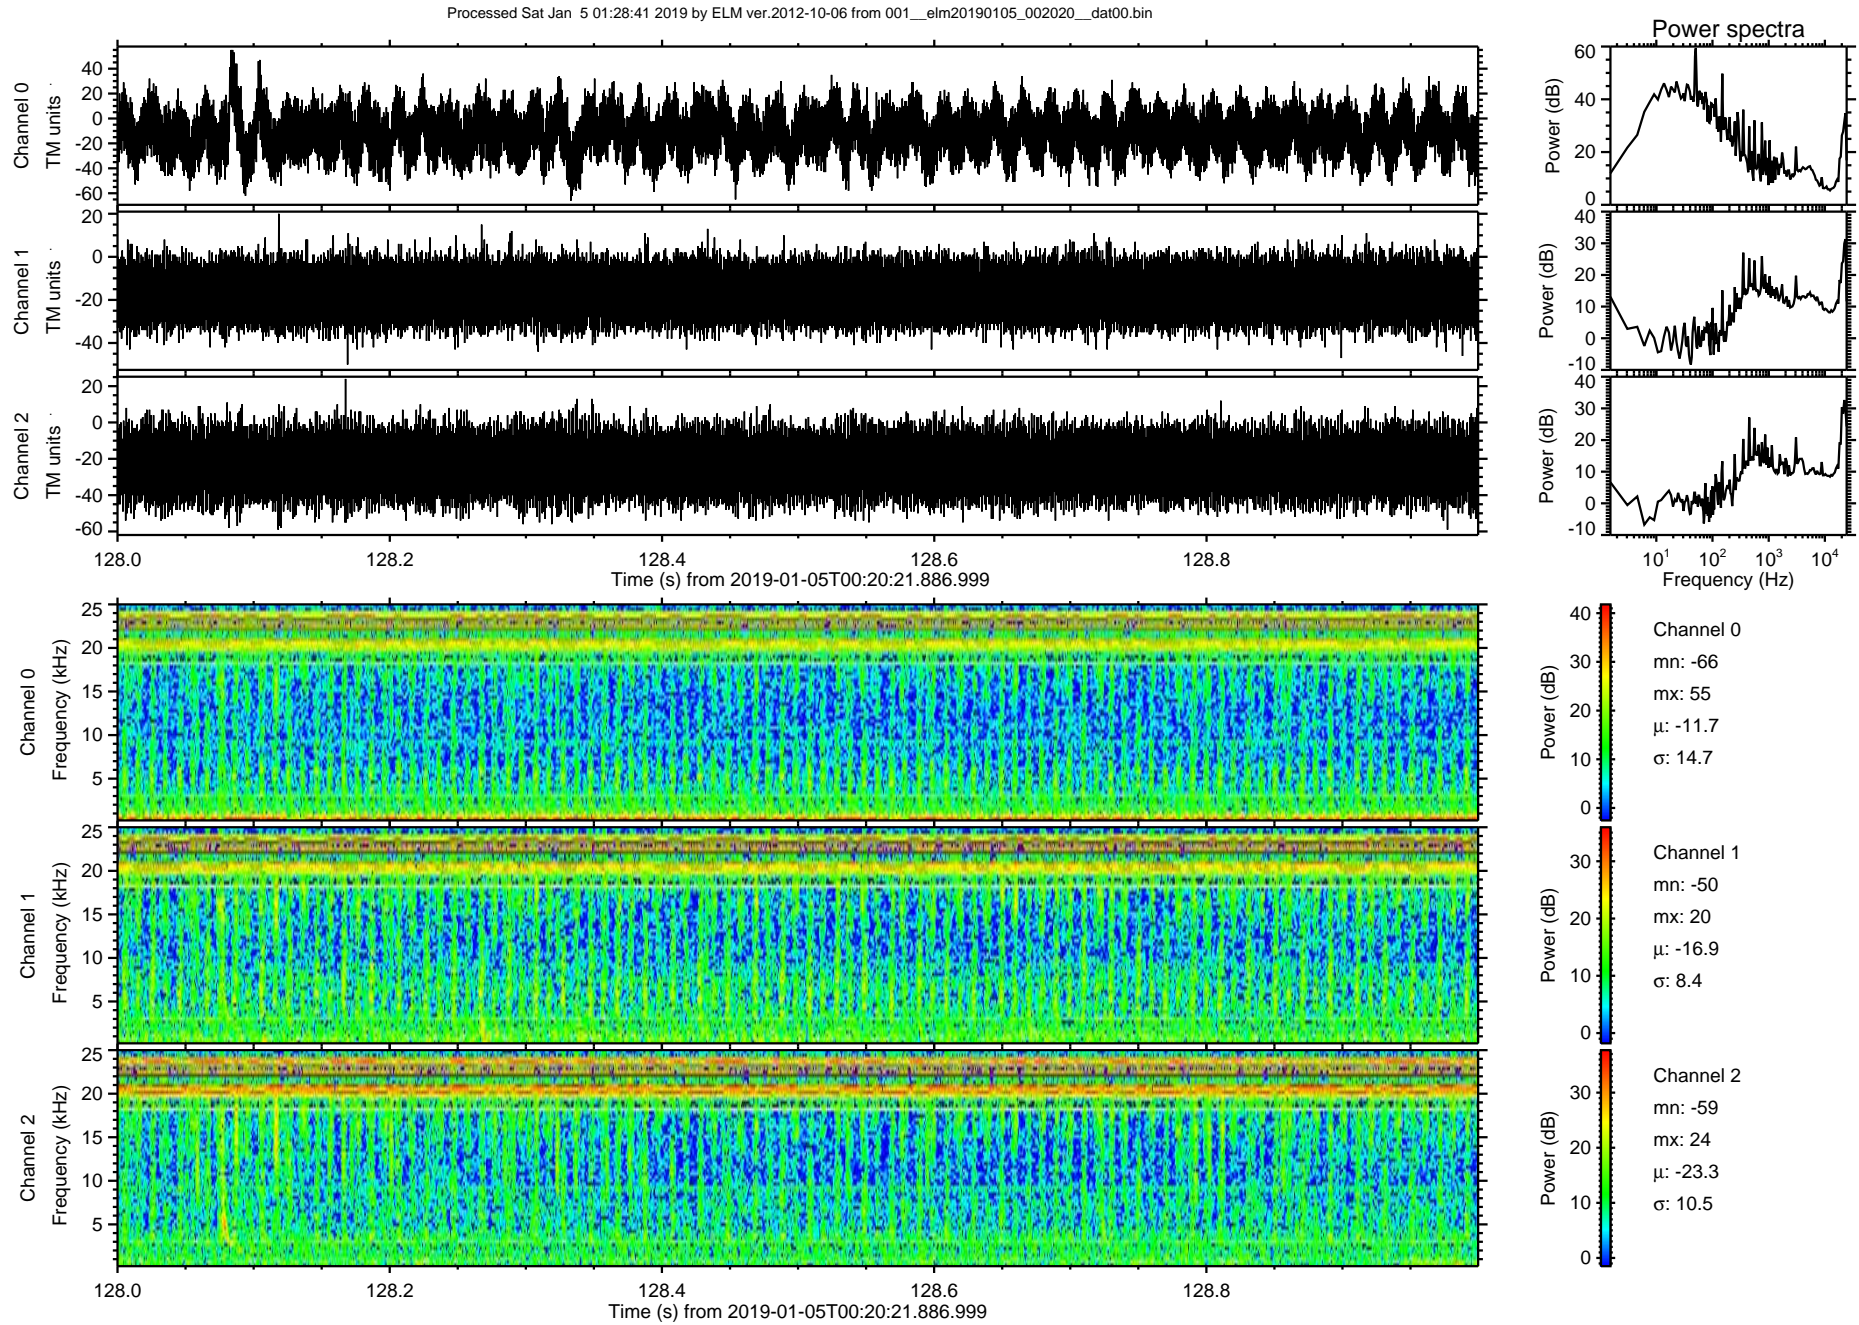 Processed Sat Jan  5 01:28:41 2019 by ELM ver.2012-10-06 from 001__elm20190105_002020__dat00.bin
Power spectra
Channel 0
TM units
40
20
0
-20
-40
-60
Power (dB)
60
40
20
0
Channel 1
TM units
20
0
-20
-40
Power (dB)
40
30
20
10
0
-10
Channel 2
TM units
20
0
-20
-40
-60
Power (dB)
40
30
20
10
0
-10
128.0 128.2 128.4 128.6 128.8
Time (s) from 2019-01-05T00:20:21.886.999
10^1 10^2 10^3 10^4
Frequency (Hz)
Channel 0
Frequency (kHz)
25
20
15
10
5
Power (dB)
40
30
20
10
0
Channel 0
mn: -66
mx: 55
μ: -11.7
σ: 14.7
Channel 1
Frequency (kHz)
25
20
15
10
5
Power (dB)
30
20
10
0
Channel 1
mn: -50
mx: 20
μ: -16.9
σ: 8.4
Channel 2
Frequency (kHz)
25
20
15
10
5
Power (dB)
30
20
10
0
Channel 2
mn: -59
mx: 24
μ: -23.3
σ: 10.5
128.0 128.2 128.4 128.6 128.8
Time (s) from 2019-01-05T00:20:21.886.999